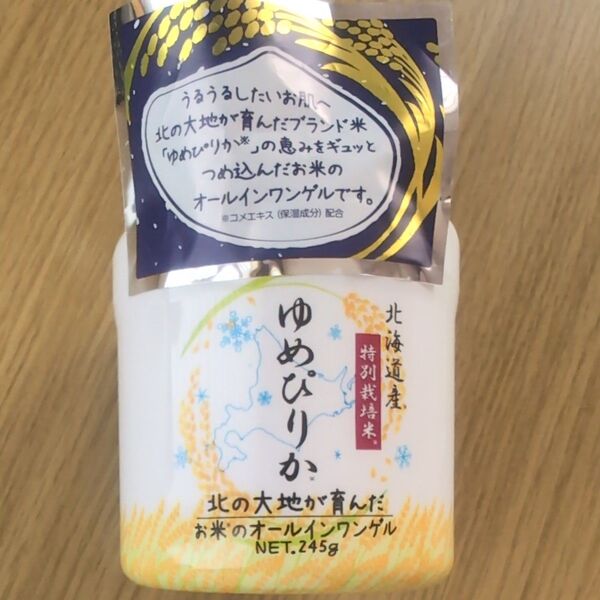 うるうるしたいお肌へ
北の大地が育んだブランド米
「ゆめぴりか※」の恵みをギュッと
つめ込んだお米の
オールインワンゲルです。
※コメエキス(保湿成分)配合
北海道産
特別栽培米※
ゆめぴりか※
北の大地が育んだ
お米※のオールインワンゲル
NET.245g